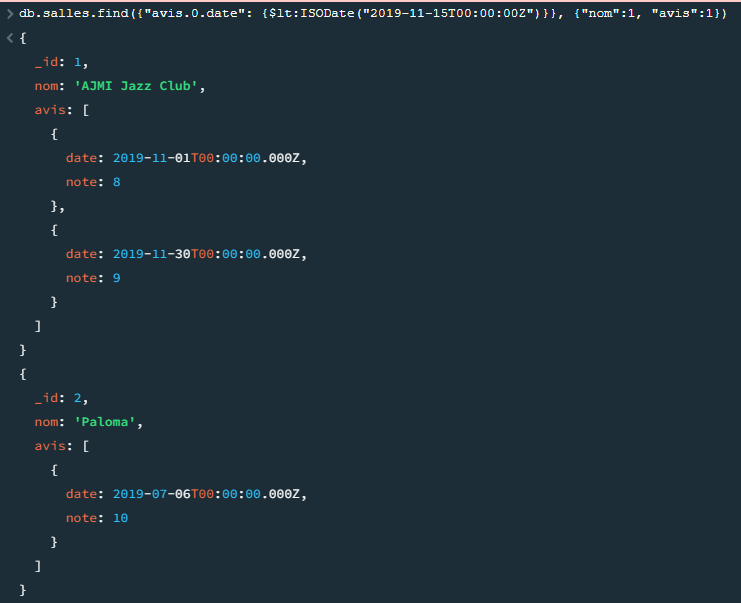 > db.salles.find({"avis.0.date": {$lt:ISODate("2019-11-15T00:00:00Z")}}, {"nom":1, "avis":1})
< {
    _id: 1,
    nom: 'AJMI Jazz Club',
    avis: [
      {
        date: 2019-11-01T00:00:00.000Z,
        note: 8
      },
      {
        date: 2019-11-30T00:00:00.000Z,
        note: 9
      }
    ]
  }
  {
    _id: 2,
    nom: 'Paloma',
    avis: [
      {
        date: 2019-07-06T00:00:00.000Z,
        note: 10
      }
    ]
  }